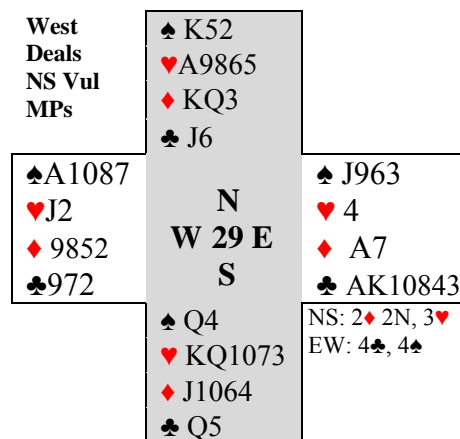 West
Deals
NS Vul
MPs
♠ K52
♥A9865
♦ KQ3
♣ J6
♠A1087
♥J2
♦ 9852
♣972
N
W 29 E
S
♠ J963
♥ 4
♦ A7
♣ AK10843
♠ Q4
♥ KQ1073
♦ J1064
♣ Q5
NS: 2♦ 2N, 3♥
EW: 4♣, 4♠